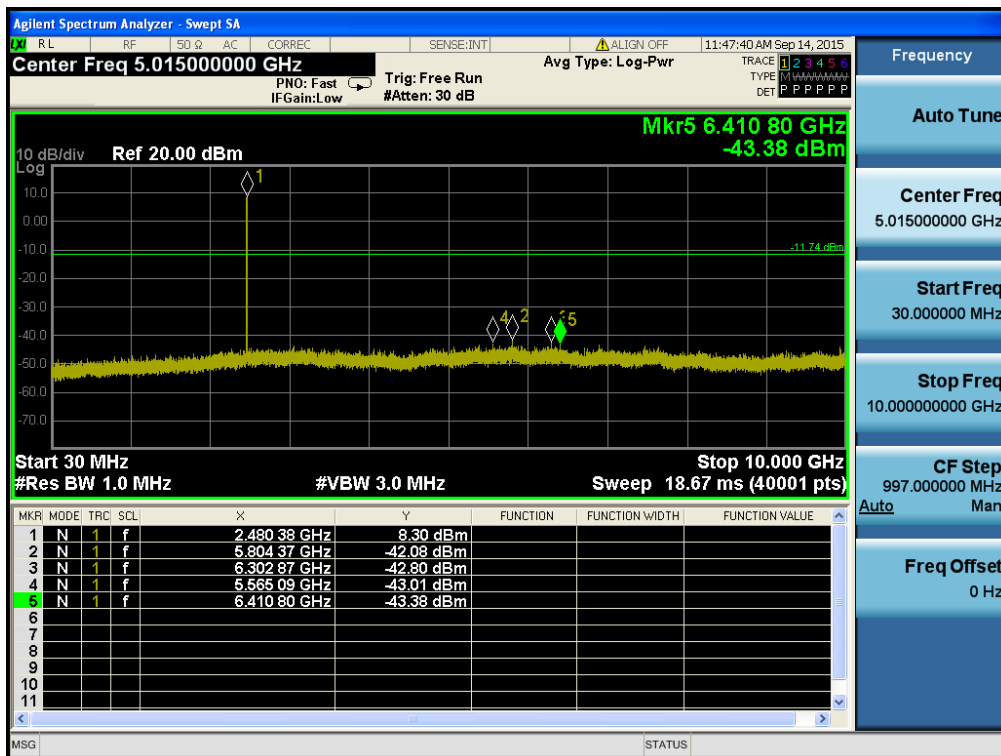 Agilent Spectrum Analyzer - Swept SA
LXI RL RF 50 Ω AC CORREC SENSE:INT ALIGN OFF 11:47:40 AM Sep 14, 2015
Center Freq 5.015000000 GHz
PNO: Fast
IFGain:Low
Trig: Free Run
#Atten: 30 dB
Avg Type: Log-Pwr
TRACE 1 2 3 4 5 6
TYPE
DET P P P P P P
Mkr5 6.410 80 GHz
-43.38 dBm
10 dB/div Ref 20.00 dBm
Log
10.0
0.00
-10.0
-20.0
-30.0
-40.0
-50.0
-60.0
-70.0
-11.74 dBm
1
4 2 5
Start 30 MHz Stop 10.000 GHz
#Res BW 1.0 MHz #VBW 3.0 MHz Sweep 18.67 ms (40001 pts)
MKR MODE TRC SCL X Y FUNCTION FUNCTION WIDTH FUNCTION VALUE
1 N 1 f 2.480 38 GHz 8.30 dBm
2 N 1 f 5.804 37 GHz -42.08 dBm
3 N 1 f 6.302 87 GHz -42.80 dBm
4 N 1 f 5.565 09 GHz -43.01 dBm
5 N 1 f 6.410 80 GHz -43.38 dBm
6
7
8
9
10
11
MSG STATUS
Frequency
Auto Tune
Center Freq
5.015000000 GHz
Start Freq
30.000000 MHz
Stop Freq
10.000000000 GHz
CF Step
997.000000 MHz
Auto Man
Freq Offset
0 Hz